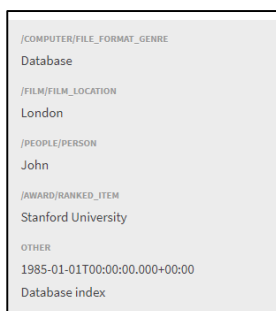 /COMPUTER/FILE_FORMAT_GENRE
Database
/FILM/FILM_LOCATION
London
/PEOPLE/PERSON
John
/AWARD/RANKED_ITEM
Stanford University
OTHER
1985-01-01T00:00:00.000+00:00
Database index